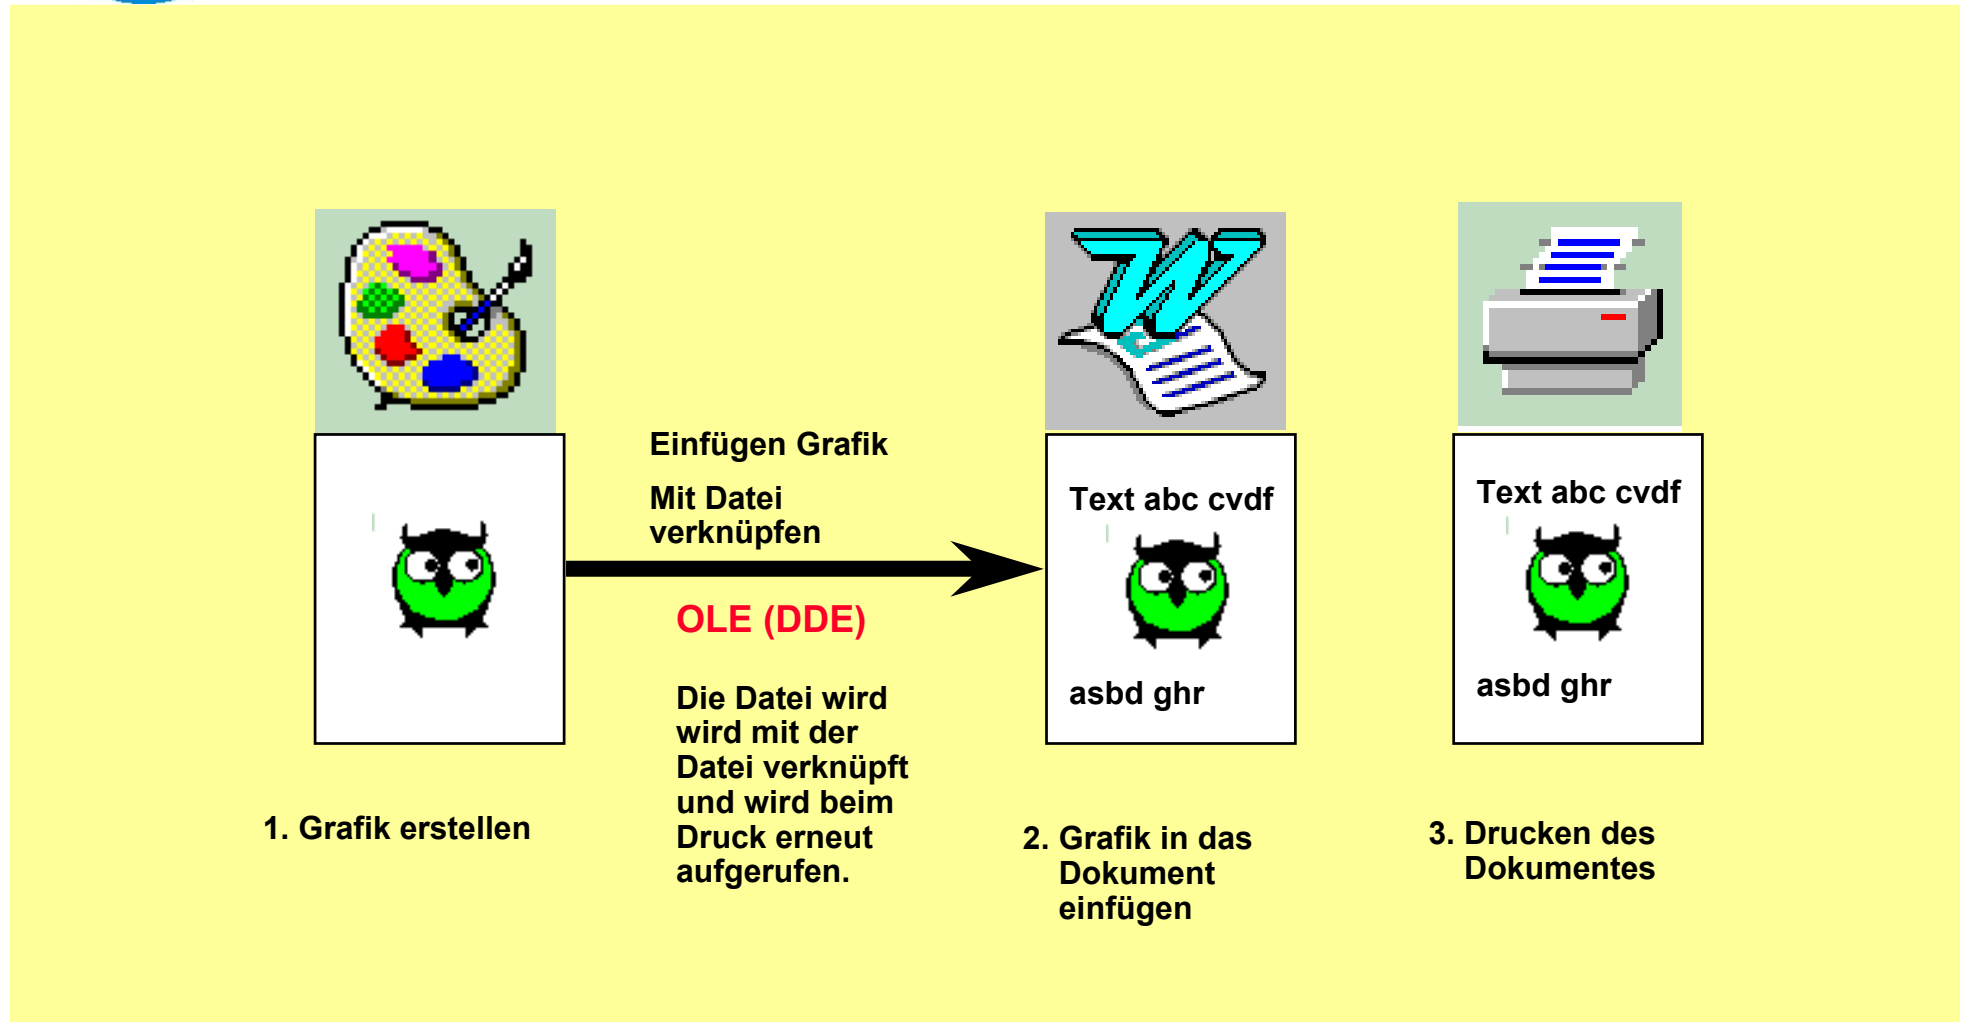 Einfügen Grafik
Mit Datei
verknüpfen
OLE (DDE)
Die Datei wird
wird mit der
Datei verknüpft
und wird beim
Druck erneut
aufgerufen.
Text abc cvdf
asbd ghr
Text abc cvdf
asbd ghr
1. Grafik erstellen
2. Grafik in das
Dokument
einfügen
3. Drucken des
Dokumentes